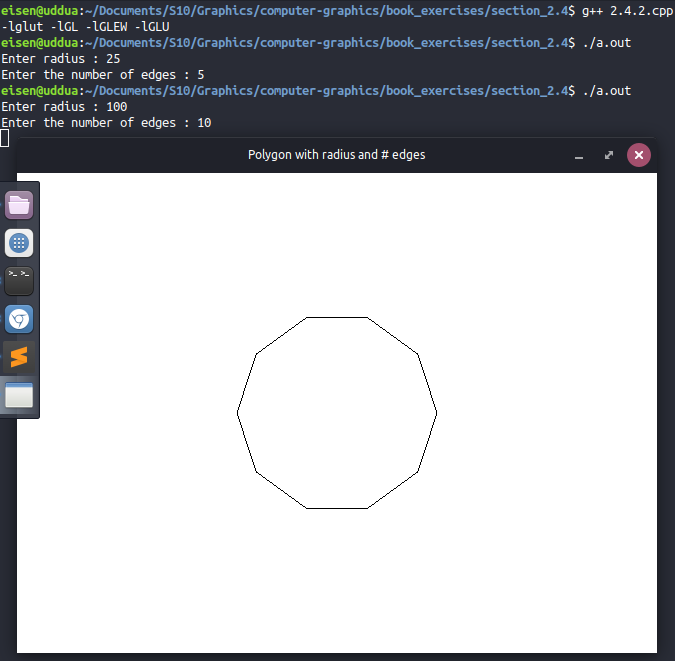 eisen@uddua:~/Documents/S10/Graphics/computer-graphics/book_exercises/section_2.4$ g++ 2.4.2.cpp
-lglut -lGL -lGLEW -lGLU
eisen@uddua:~/Documents/S10/Graphics/computer-graphics/book_exercises/section_2.4$ ./a.out
Enter radius : 25
Enter the number of edges : 5
eisen@uddua:~/Documents/S10/Graphics/computer-graphics/book_exercises/section_2.4$ ./a.out
Enter radius : 100
Enter the number of edges : 10
Polygon with radius and # edges
>_ >_